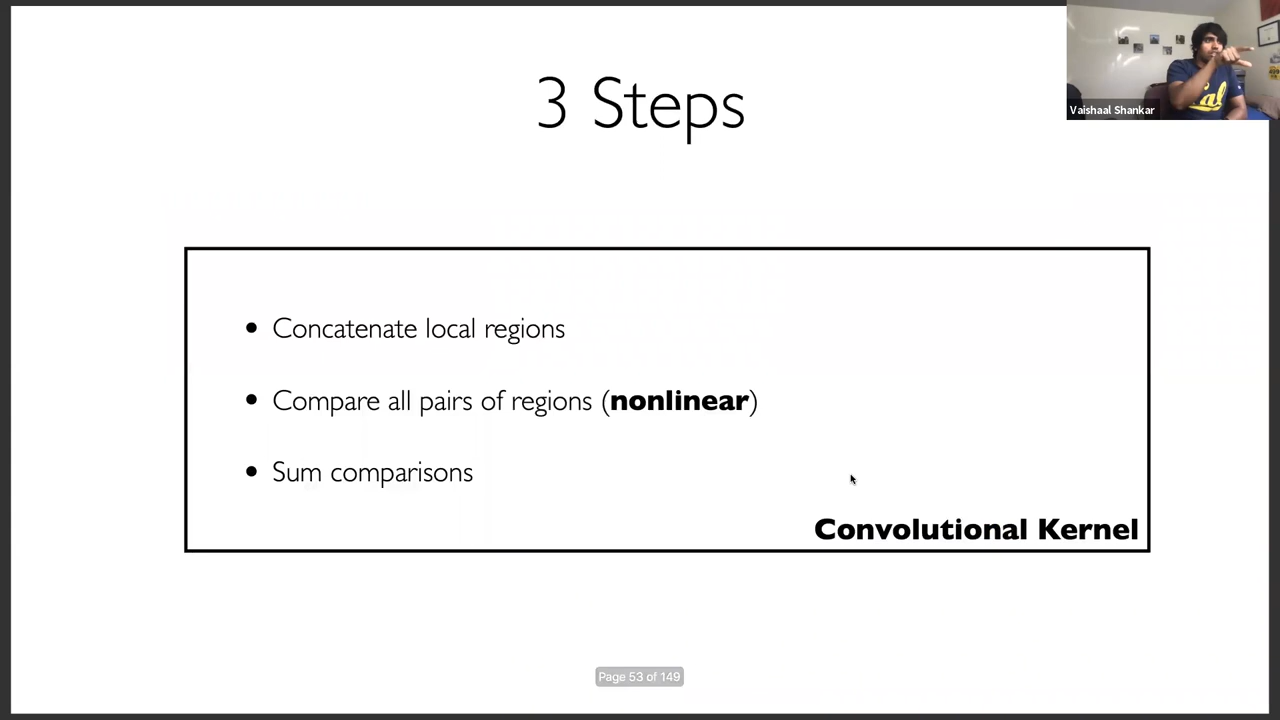 3 Steps
Vaishaal Shankar
• Concatenate local regions
• Compare all pairs of regions (nonlinear)
• Sum comparisons
Convolutional Kernel
Page 53 of 149